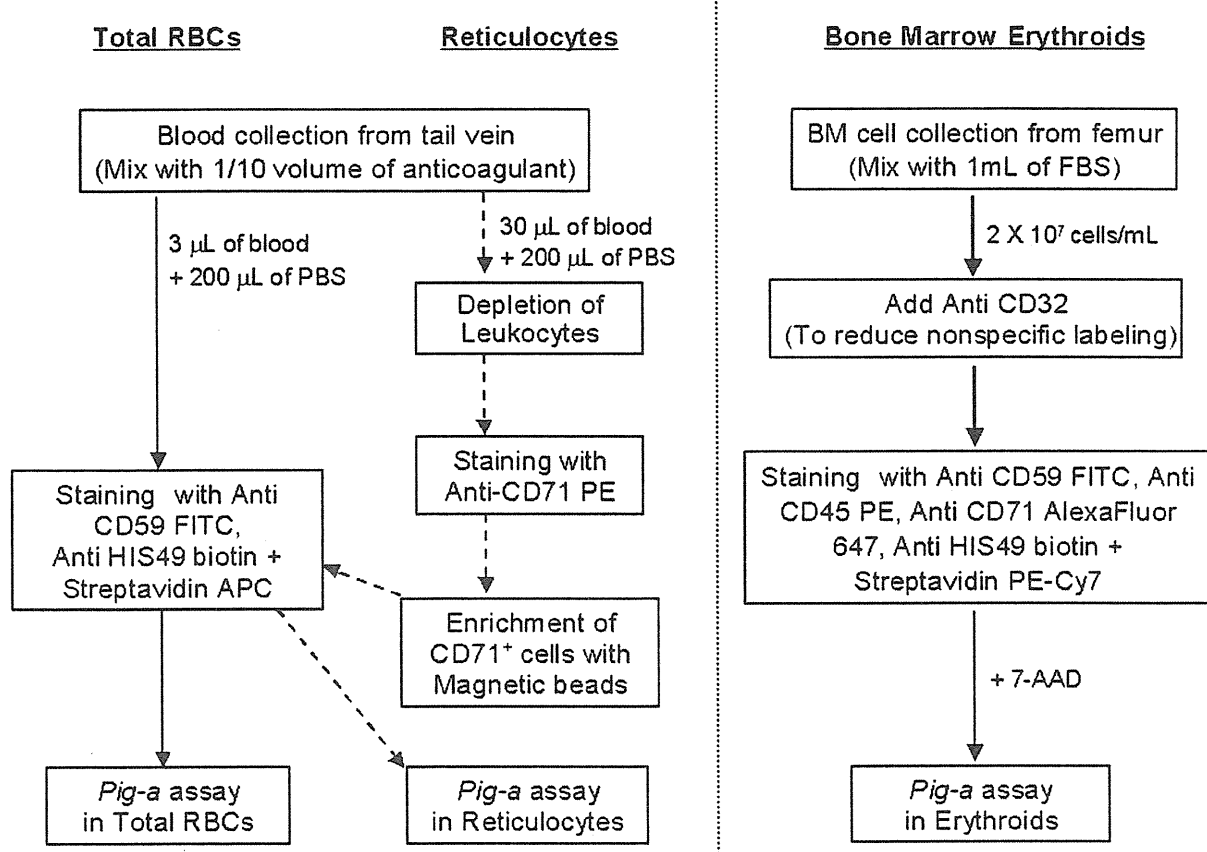 Total RBCs
Reticulocytes
Blood collection from tail vein
(Mix with 1/10 volume of anticoagulant)
3 μL of blood
+ 200 μL of PBS
30 μL of blood
+ 200 μL of PBS
Depletion of
Leukocytes
Staining with
Anti-CD71 PE
Enrichment of
CD71⁺ cells with
Magnetic beads
Staining with Anti
CD59 FITC,
Anti HIS49 biotin +
Streptavidin APC
Pig-a assay
in Total RBCs
Pig-a assay
in Reticulocytes
Bone Marrow Erythroids
BM cell collection from femur
(Mix with 1mL of FBS)
2 X 10⁷ cells/mL
Add Anti CD32
(To reduce nonspecific labeling)
Staining with Anti CD59 FITC, Anti
CD45 PE, Anti CD71 AlexaFluor
647, Anti HIS49 biotin +
Streptavidin PE-Cy7
+ 7-AAD
Pig-a assay
in Erythroids